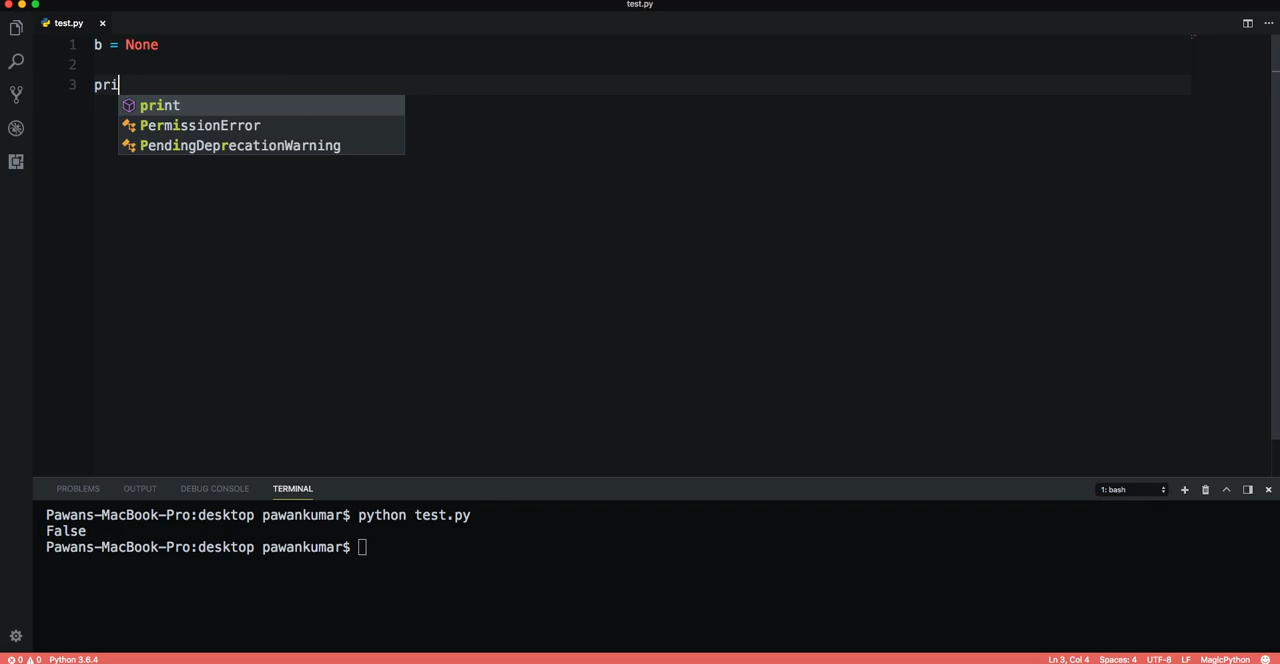 test.py
test.py
1 b = None
2
3 pri
print
PermissionError
PendingDeprecationWarning
PROBLEMS OUTPUT DEBUG CONSOLE TERMINAL 1: bash
Pawans-MacBook-Pro:desktop pawankumar$ python test.py
False
Pawans-MacBook-Pro:desktop pawankumar$
0 0 Python 3.6.4 Ln 3, Col 4 Spaces: 4 UTF-8 LF MagicPython